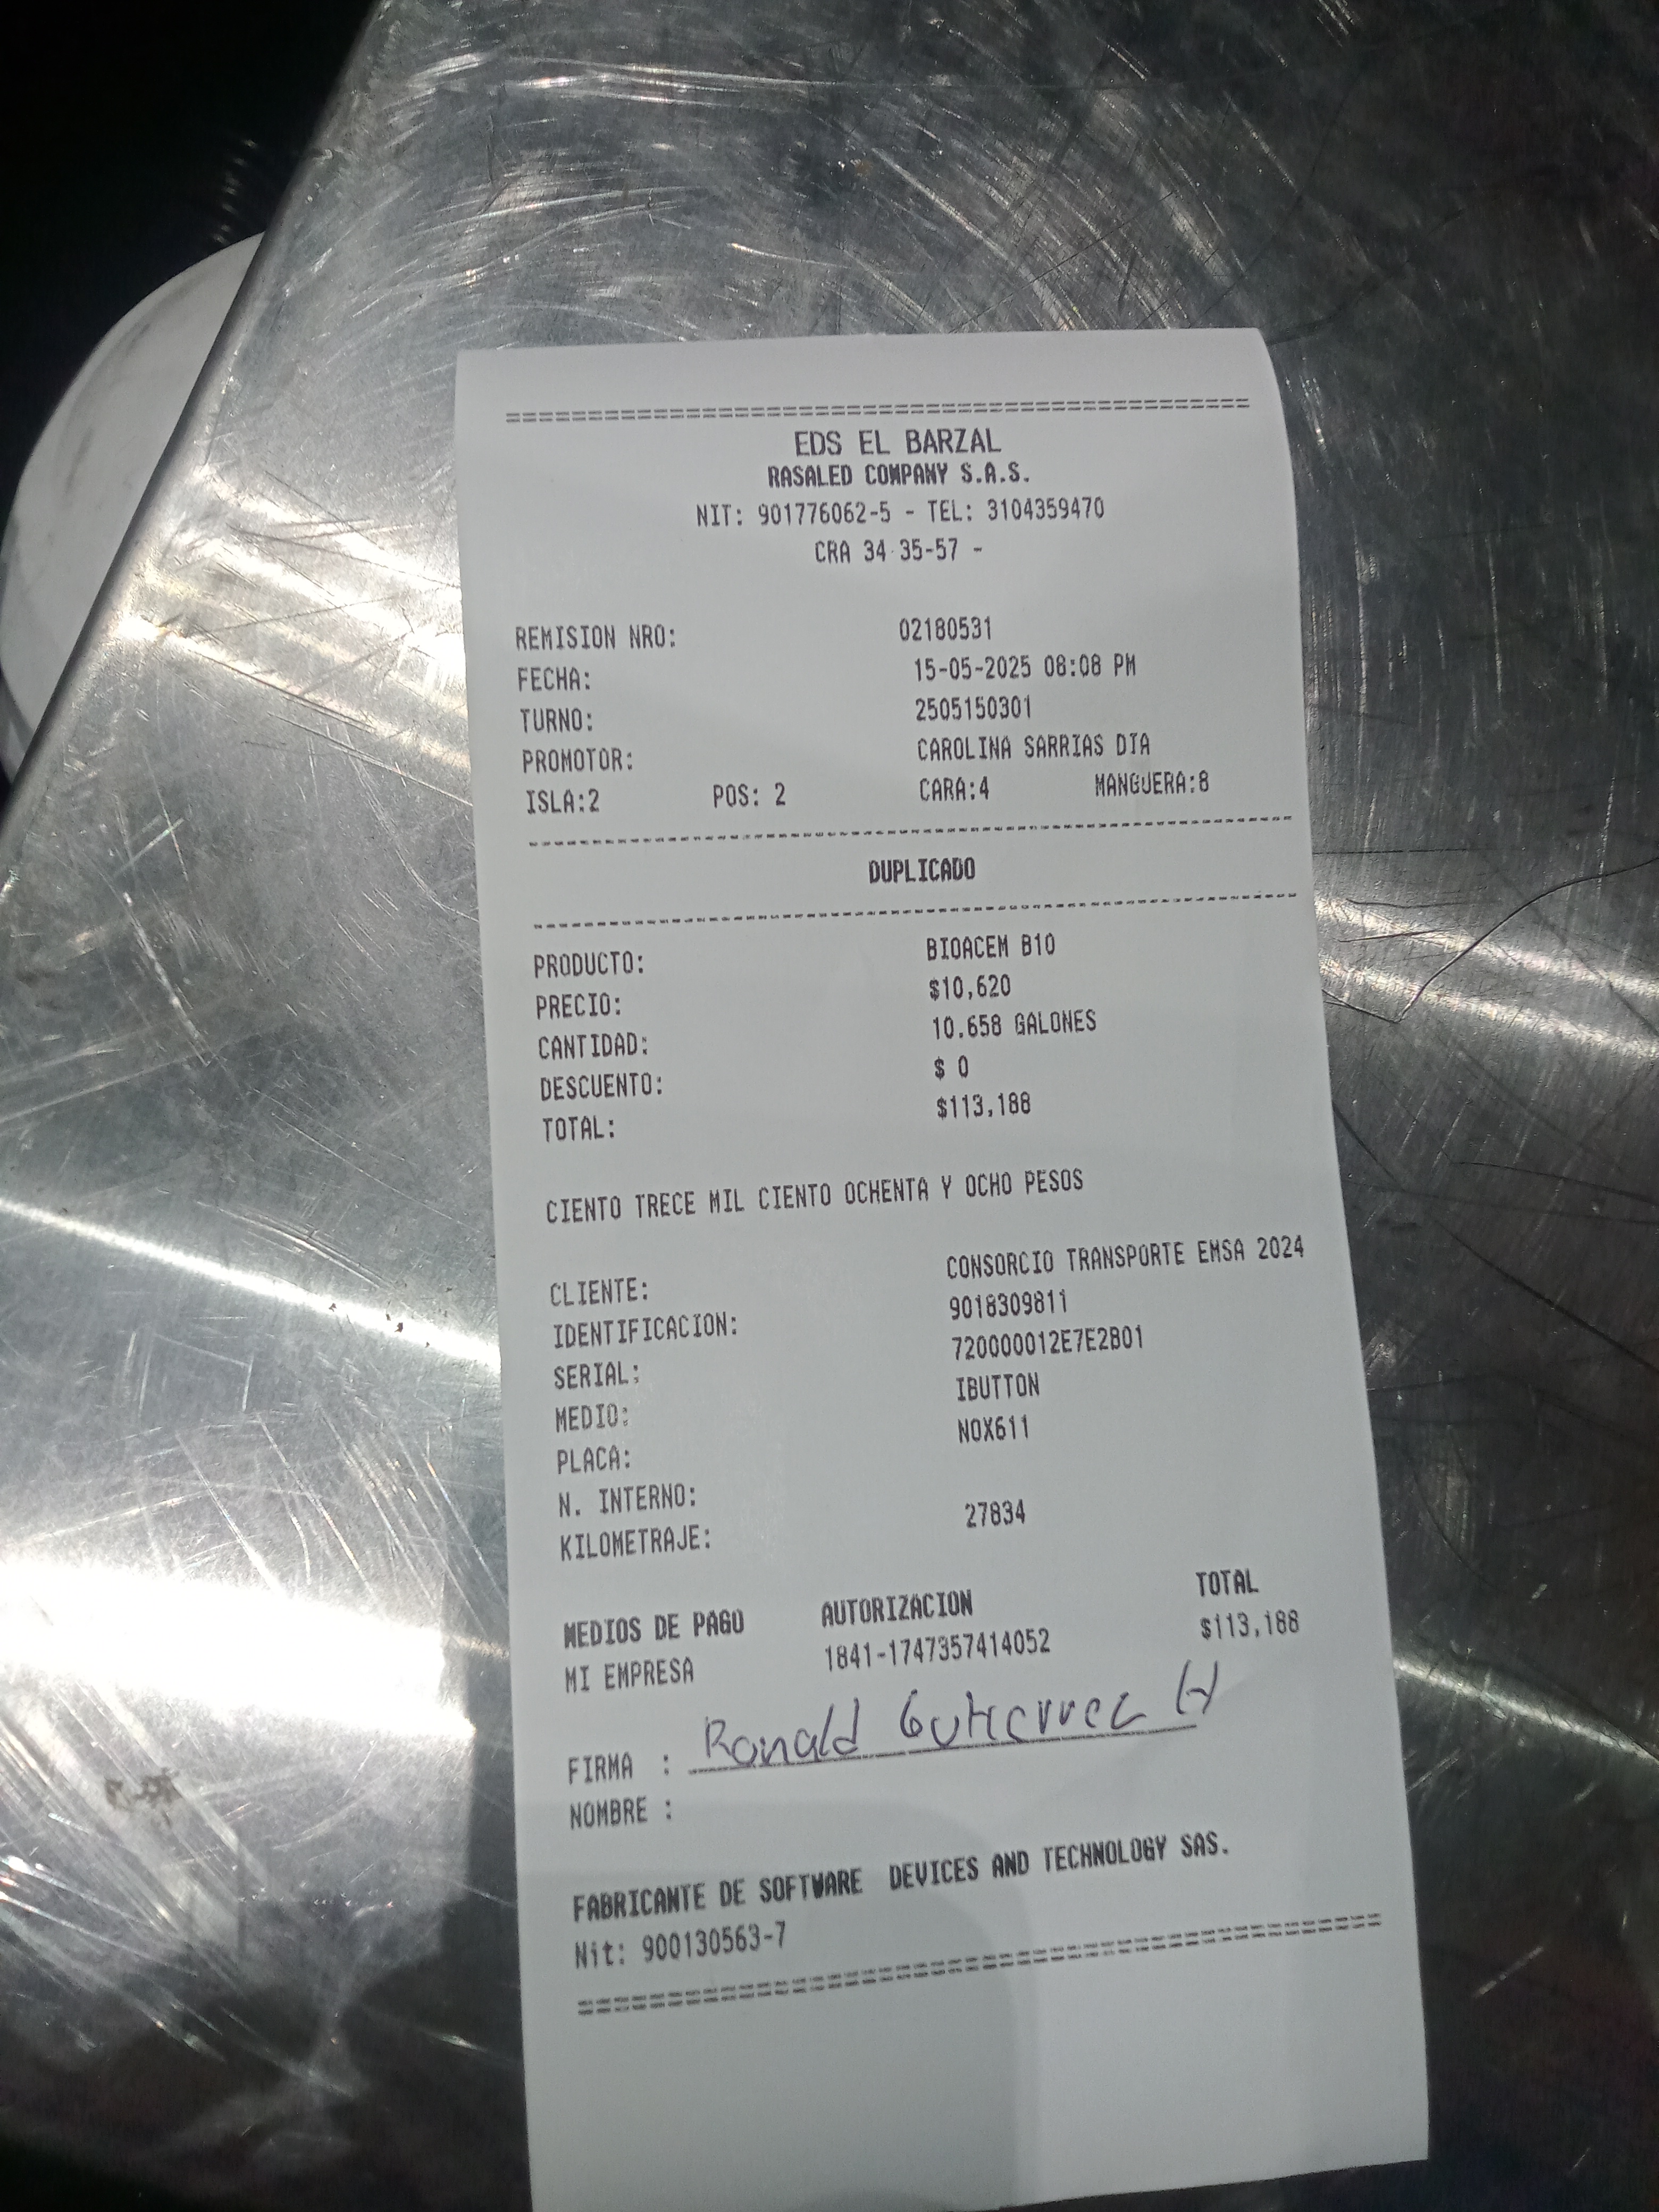 ================================================
EDS EL BARZAL
RASALED COMPANY S.A.S.
NIT: 901776062-5 - TEL: 3104359470
CRA 34 35-57 -
REMISION NRO: 02180531
FECHA: 15-05-2025 08:08 PM
TURNO: 2505150301
PROMOTOR: CAROLINA SARRIAS DIA
ISLA:2 POS: 2 CARA:4 MANGUERA:8
DUPLICADO
PRODUCTO: BIOACEM B10
PRECIO: $10,620
CANTIDAD: 10.658 GALONES
DESCUENTO: $ 0
TOTAL: $113,188
CIENTO TRECE MIL CIENTO OCHENTA Y OCHO PESOS
CLIENTE: CONSORCIO TRANSPORTE EMSA 2024
IDENTIFICACION: 9018309811
SERIAL: 720000012E7E2B01
MEDIO: IBUTTON
PLACA: NOX611
N. INTERNO:
KILOMETRAJE: 27834
MEDIOS DE PAGO AUTORIZACION TOTAL
MI EMPRESA 1841-1747357414052 $113,188
FIRMA : Ronald Gutierrez H
NOMBRE :
FABRICANTE DE SOFTWARE DEVICES AND TECHNOLOGY SAS.
Nit: 900130563-7
================================================